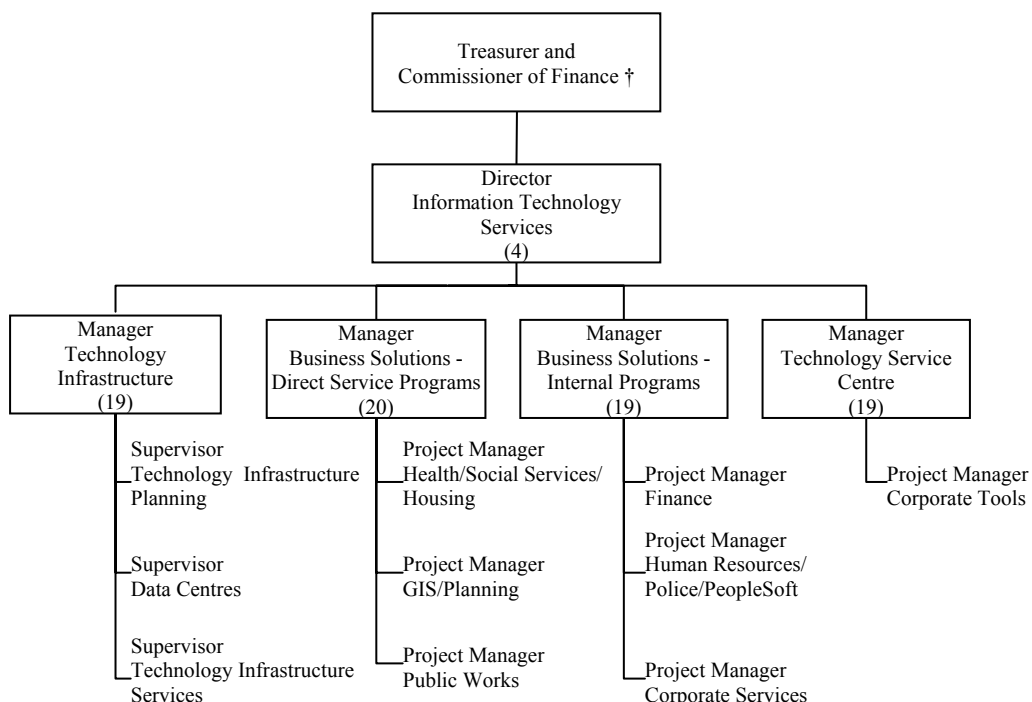 Treasurer and
Commissioner of Finance †
Director
Information Technology
Services
(4)
Manager
Technology
Infrastructure
(19)
Manager
Business Solutions -
Direct Service Programs
(20)
Manager
Business Solutions -
Internal Programs
(19)
Manager
Technology Service
Centre
(19)
Supervisor
Technology Infrastructure
Planning
Supervisor
Data Centres
Supervisor
Technology Infrastructure
Services
Project Manager
Health/Social Services/
Housing
Project Manager
GIS/Planning
Project Manager
Public Works
Project Manager
Finance
Project Manager
Human Resources/
Police/PeopleSoft
Project Manager
Corporate Services
Project Manager
Corporate Tools